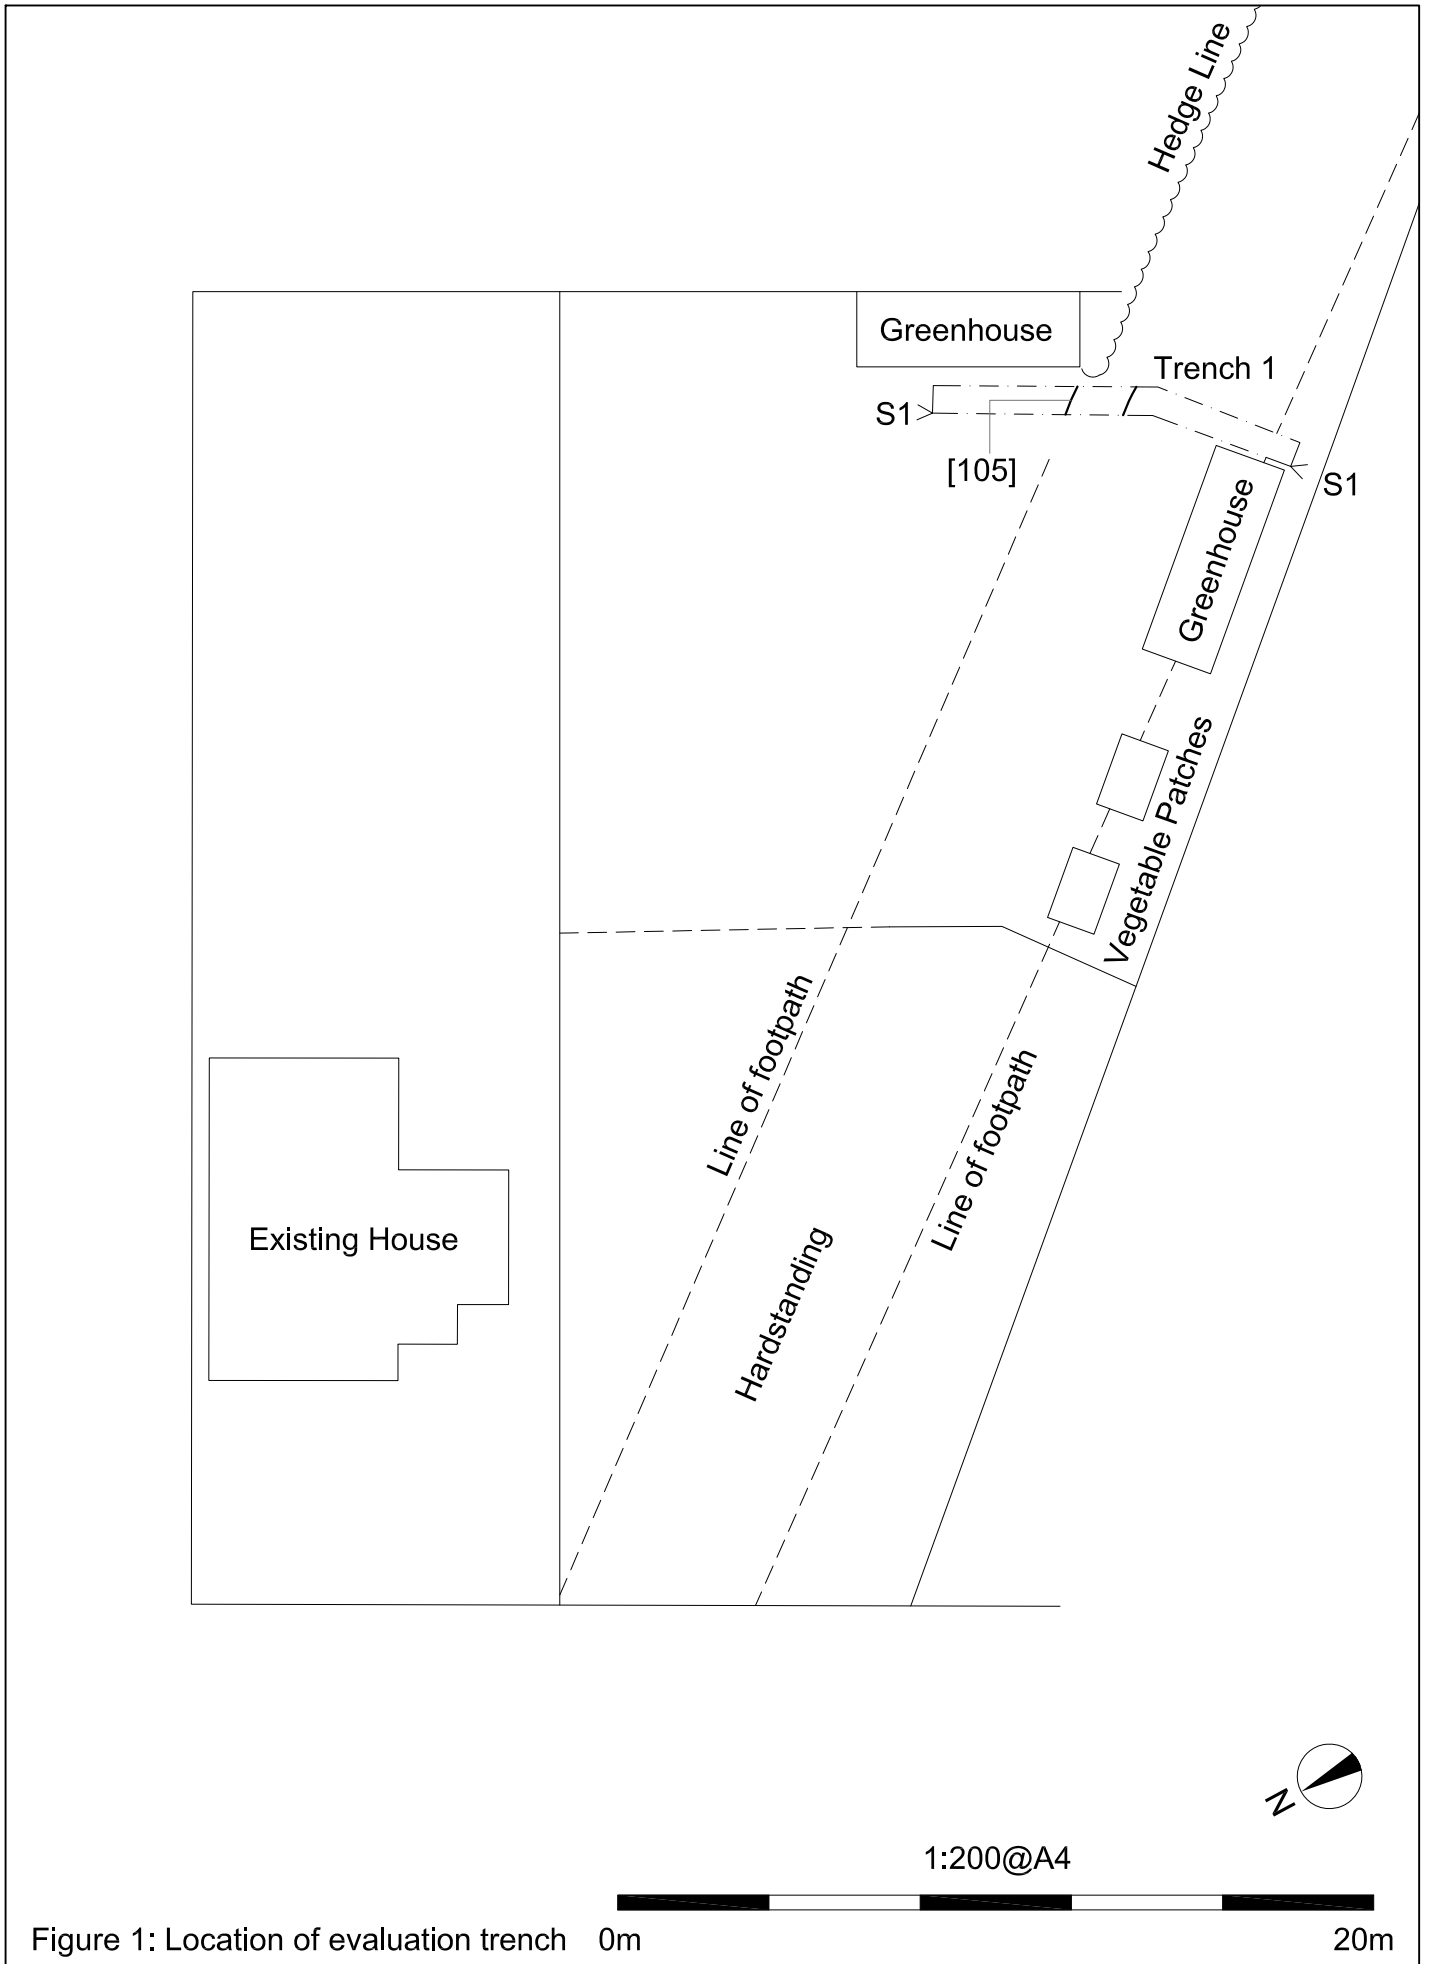 Hedge Line
Greenhouse
Trench 1
S1
[105]
S1
Greenhouse
Vegetable Patches
Line of footpath
Line of footpath
Existing House
Hardstanding
N
1:200@A4
Figure 1: Location of evaluation trench
0m
20m